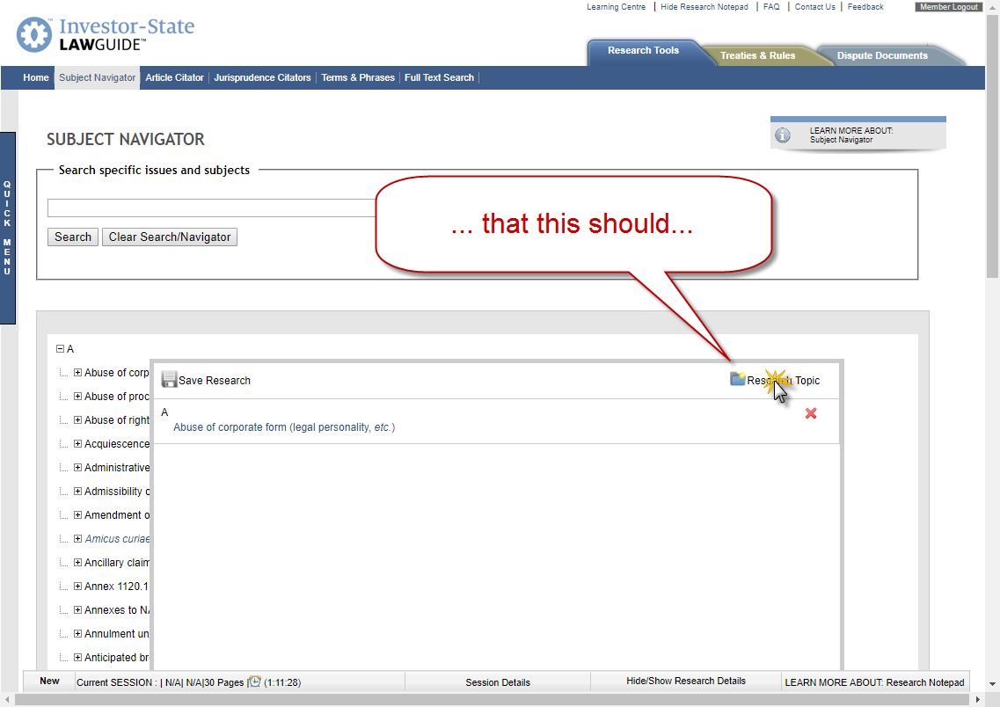 Learning Centre
Hide Research Notepad
FAQ
Contact Us
Feedback
Member Logout
Investor-State
LAWGUIDE™
Research Tools
Treaties & Rules
Dispute Documents
Home
Subject Navigator
Article Citator
Jurisprudence Citators
Terms & Phrases
Full Text Search
QUICK MENU
SUBJECT NAVIGATOR
LEARN MORE ABOUT:
Subject Navigator
Search specific issues and subjects
... that this should...
Search
Clear Search/Navigator
A
Abuse of corp
Abuse of proc
Abuse of right
Acquiescence
Administrative
Admissibility o
Amendment o
Amicus curiae
Ancillary claim
Annex 1120.1
Annexes to NA
Annulment un
Anticipated br
Save Research
Research Topic
A
Abuse of corporate form (legal personality, etc.)
New
Current SESSION : | N/A| N/A|30 Pages | (1:11:28)
Session Details
Hide/Show Research Details
LEARN MORE ABOUT: Research Notepad